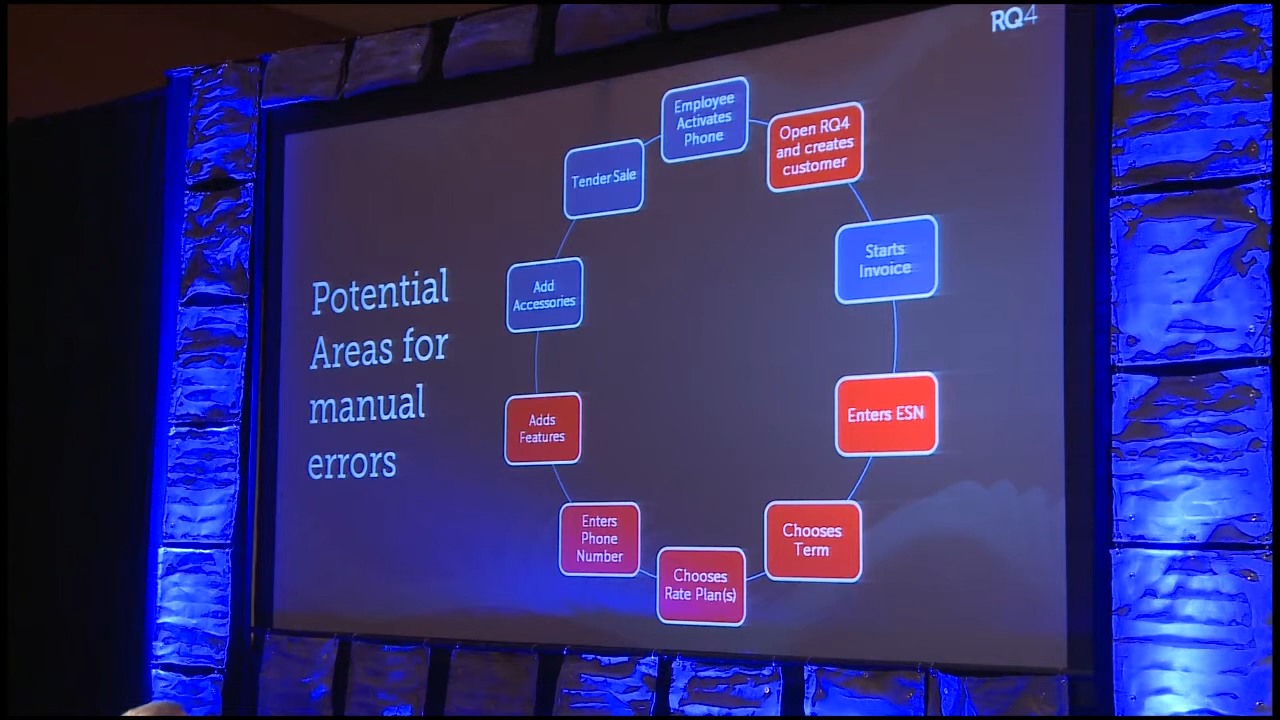 RQ4
Potential
Areas for
manual
errors
Employee
Activates
Phone
Open RQ4
and creates
customer
Starts
Invoice
Enters ESN
Chooses
Term
Chooses
Rate Plan(s)
Enters
Phone
Number
Adds
Features
Add
Accessories
Tender Sale